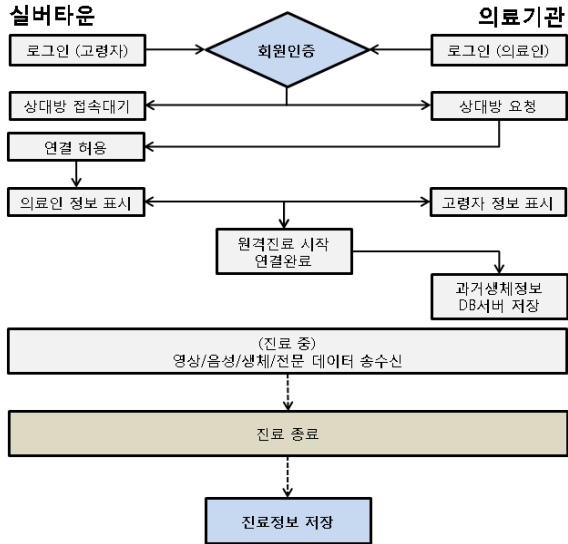 실버타운
의료기관
로그인 (고령자)
회원인증
로그인 (의료인)
상대방 접속대기
상대방 요청
연결 허용
의료인 정보 표시
고령자 정보 표시
원격진료 시작
연결완료
과거생체정보
DB서버 저장
(진료 중)
영상/음성/생체/전문 데이터 송수신
진료 종료
진료정보 저장